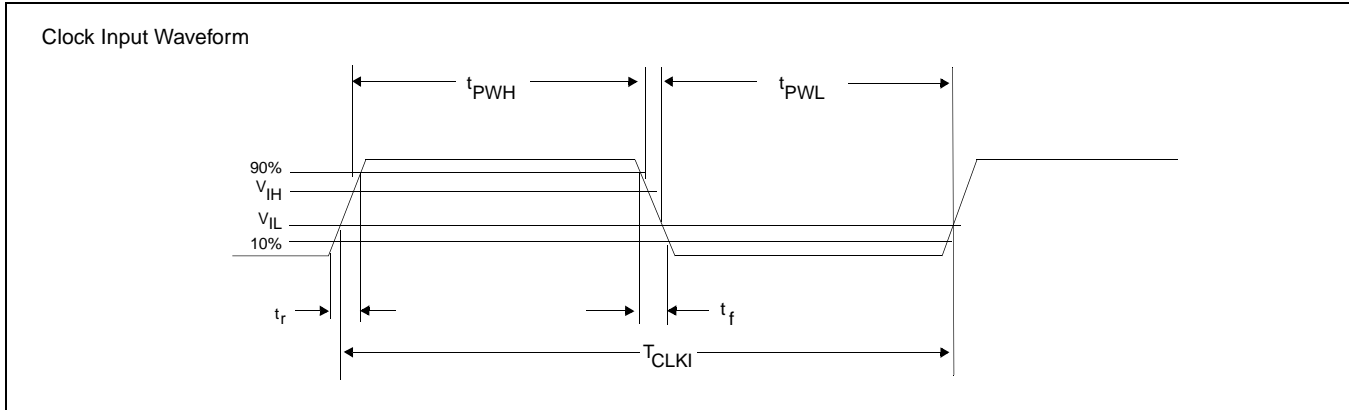 Clock Input Waveform
tPWH
tPWL
90%
VIH
VIL
10%
tr
tf
TCLKI